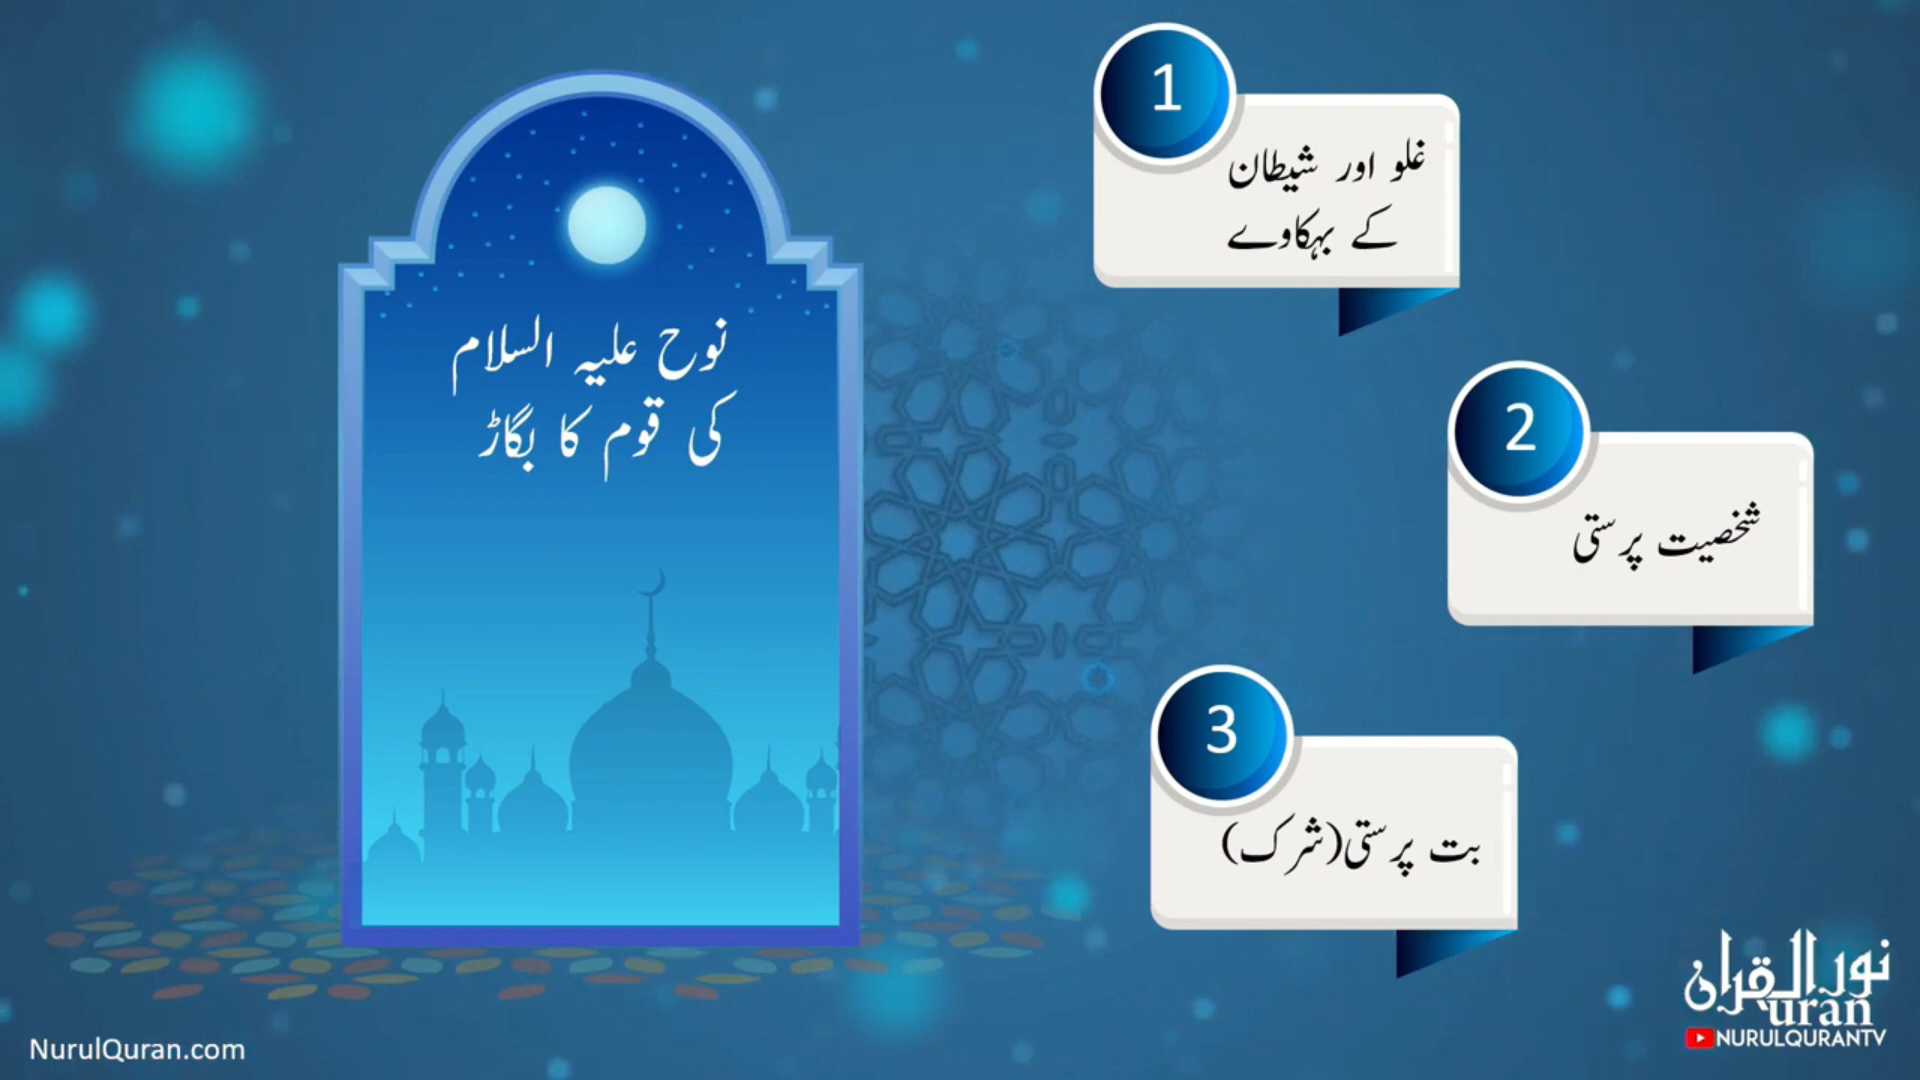 نوح علیہ السلام
کی قوم کا بگاڑ
1
غلو اور شیطان
کے بہکاوے
2
شخصیت پرستی
3
بت پرستی(شرک)
نور القرآن
uran
NURULQURANTV
NurulQuran.com